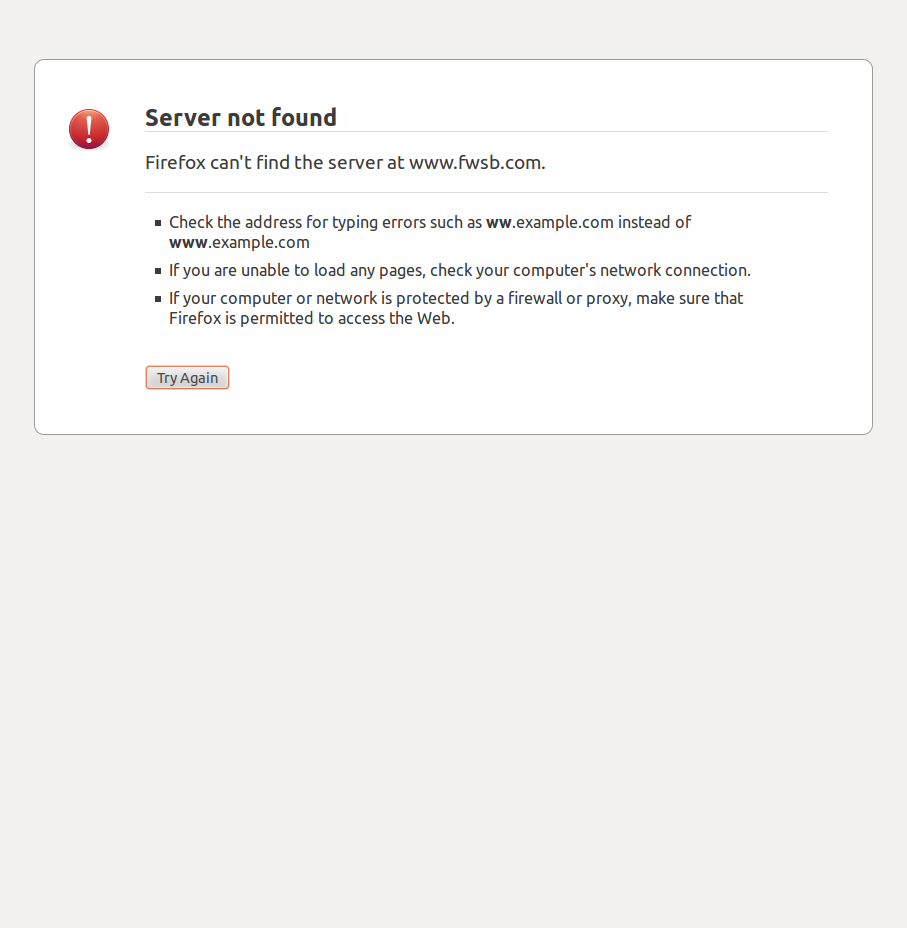 Server not found
Firefox can't find the server at www.fwsb.com.
Check the address for typing errors such as ww.example.com instead of
www.example.com
If you are unable to load any pages, check your computer's network connection.
If your computer or network is protected by a firewall or proxy, make sure that
Firefox is permitted to access the Web.
Try Again